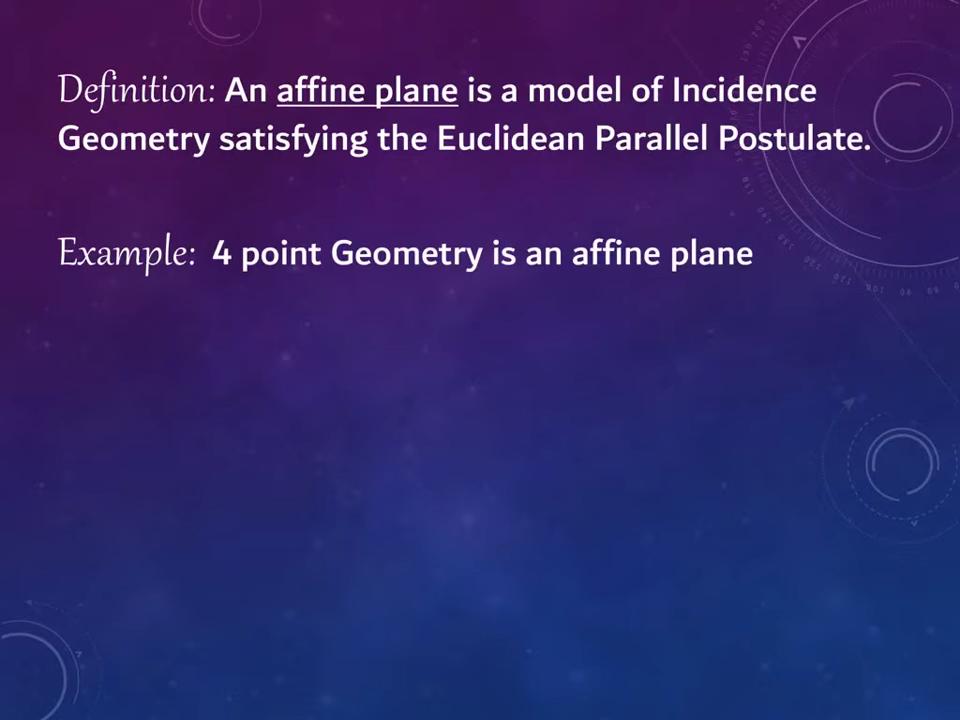 Definition: An affine plane is a model of Incidence
Geometry satisfying the Euclidean Parallel Postulate.
Example: 4 point Geometry is an affine plane